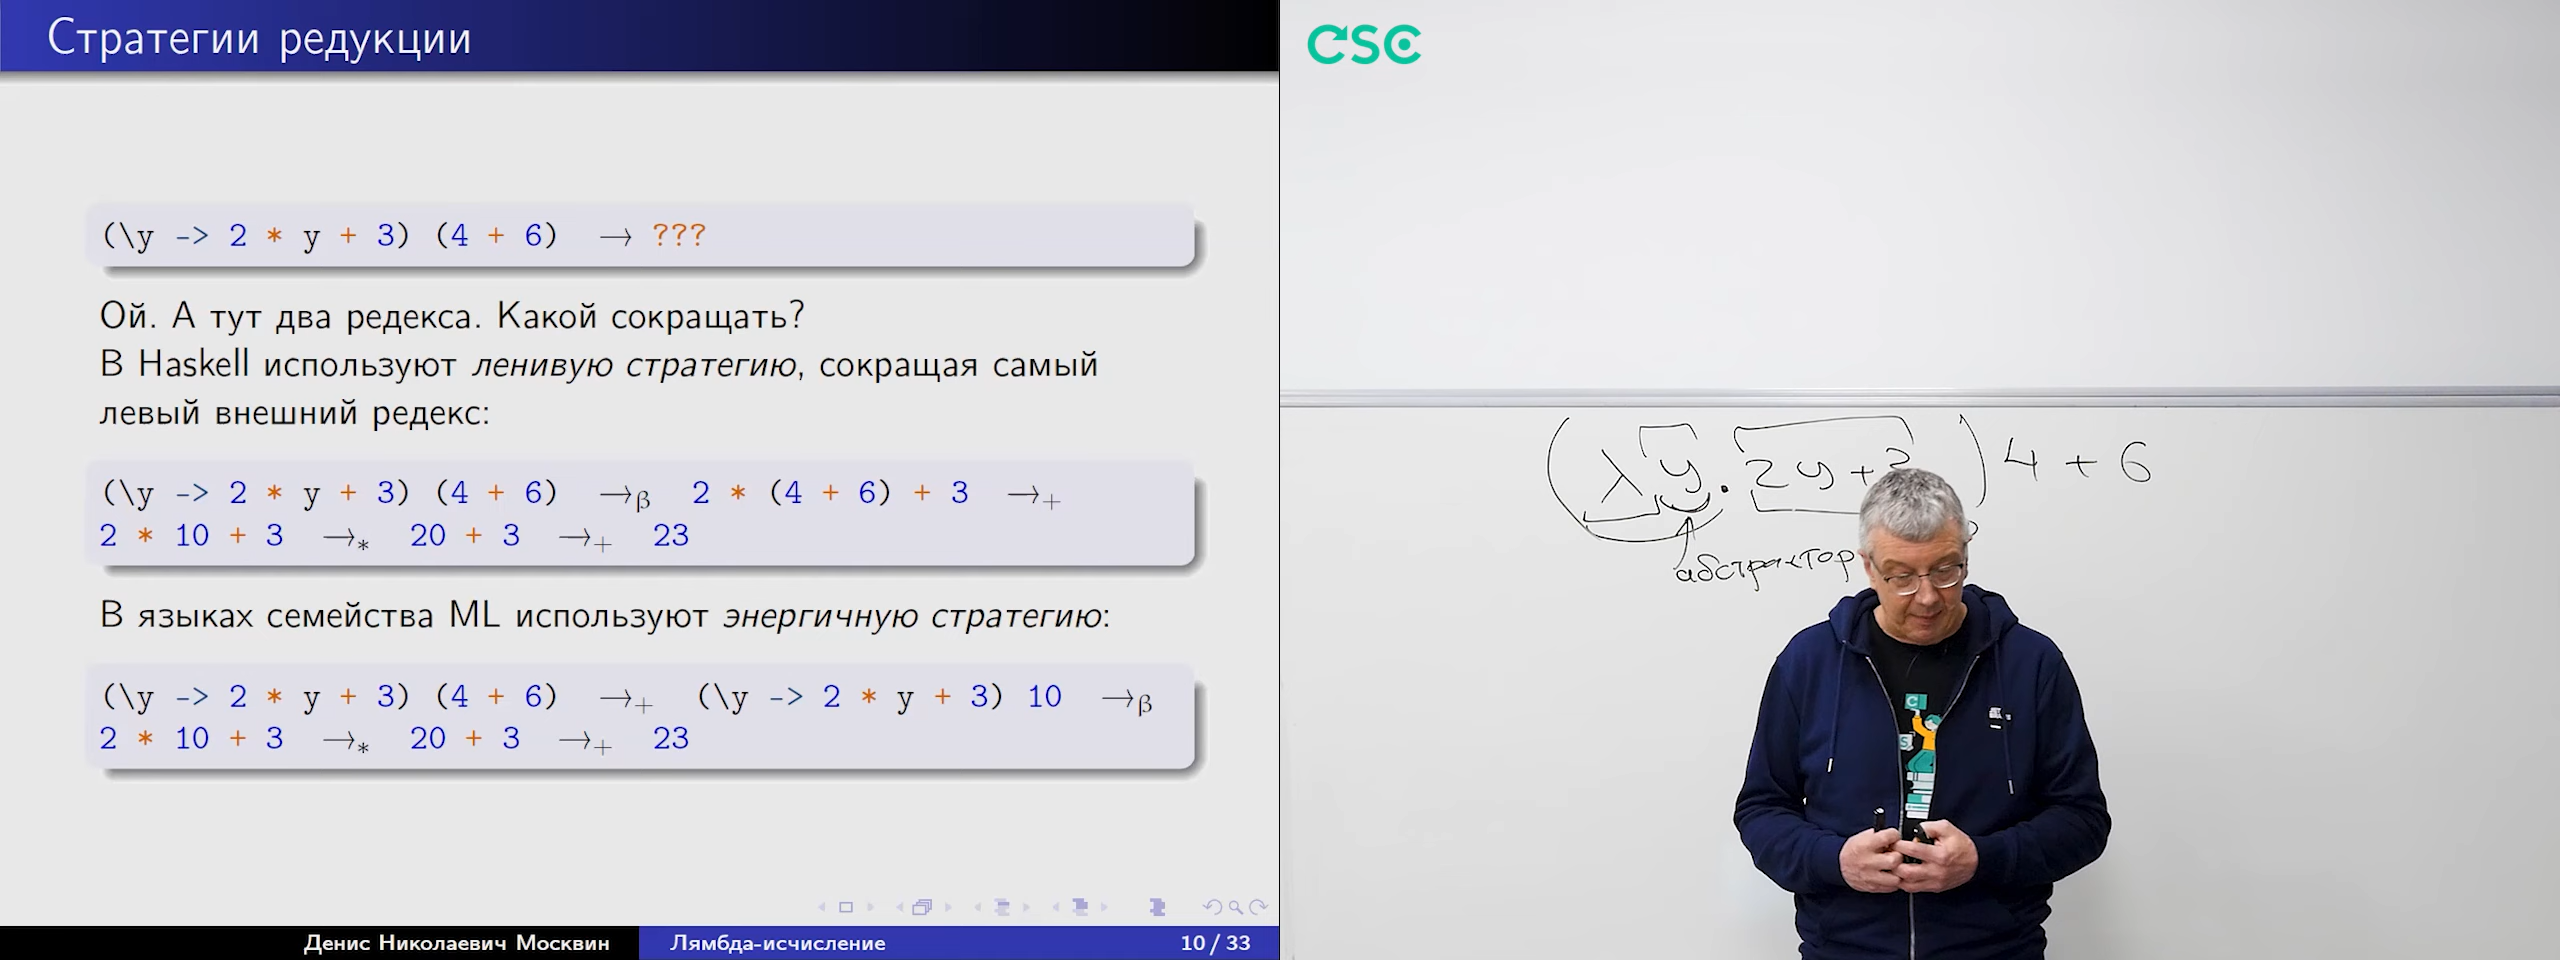 Стратегии редукции
(\y -> 2 * y + 3) (4 + 6) → ???
Ой. А тут два редекса. Какой сокращать?
В Haskell используют ленивую стратегию, сокращая самый
левый внешний редекс:
(\y -> 2 * y + 3) (4 + 6) →β 2 * (4 + 6) + 3 →+
2 * 10 + 3 →* 20 + 3 →+ 23
В языках семейства ML используют энергичную стратегию:
(\y -> 2 * y + 3) (4 + 6) →+ (\y -> 2 * y + 3) 10 →β
2 * 10 + 3 →* 20 + 3 →+ 23
Денис Николаевич Москвин
Лямбда-исчисление
10 / 33
CSC
(λy. 2y+3) 4 + 6
абстрактор